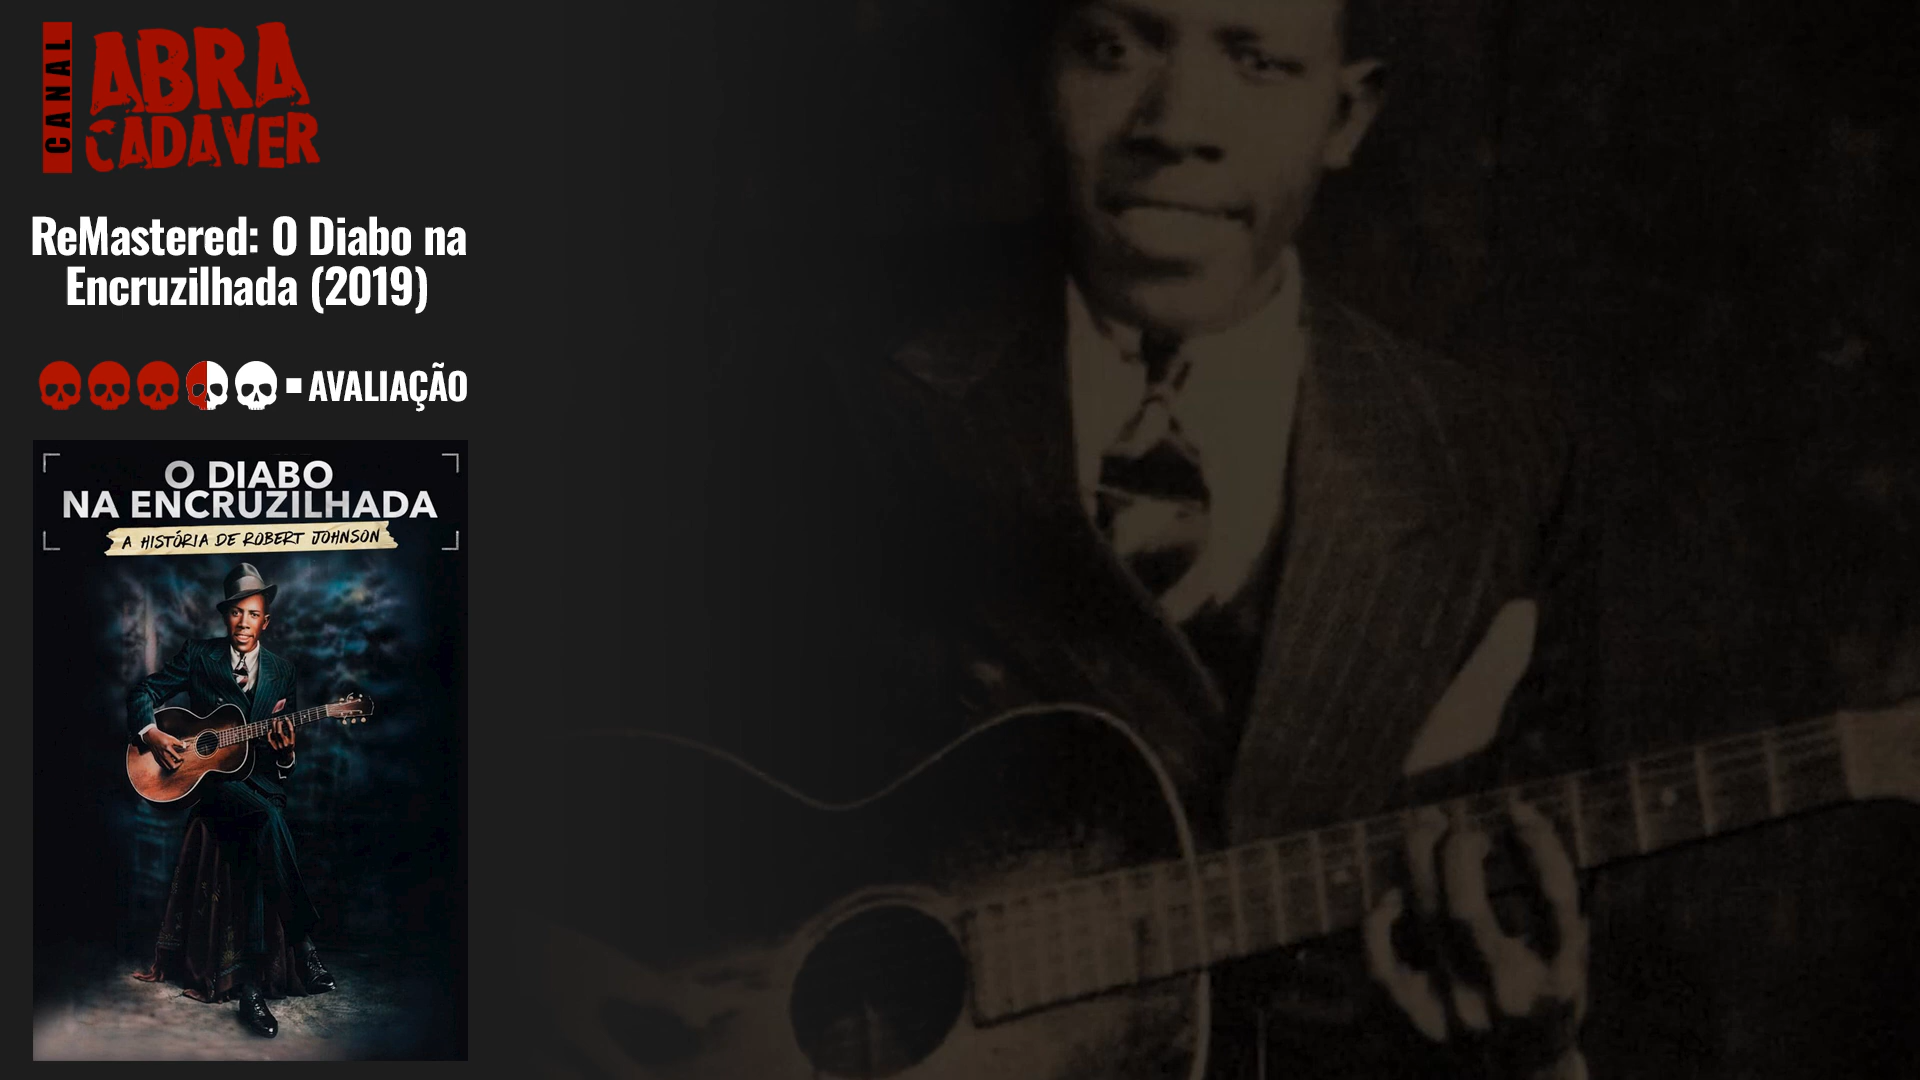 CANAL
ABRA
CADAVER
ReMastered: O Diabo na
Encruzilhada (2019)
AVALIAÇÃO
O DIABO
NA ENCRUZILHADA
A HISTÓRIA DE ROBERT JOHNSON